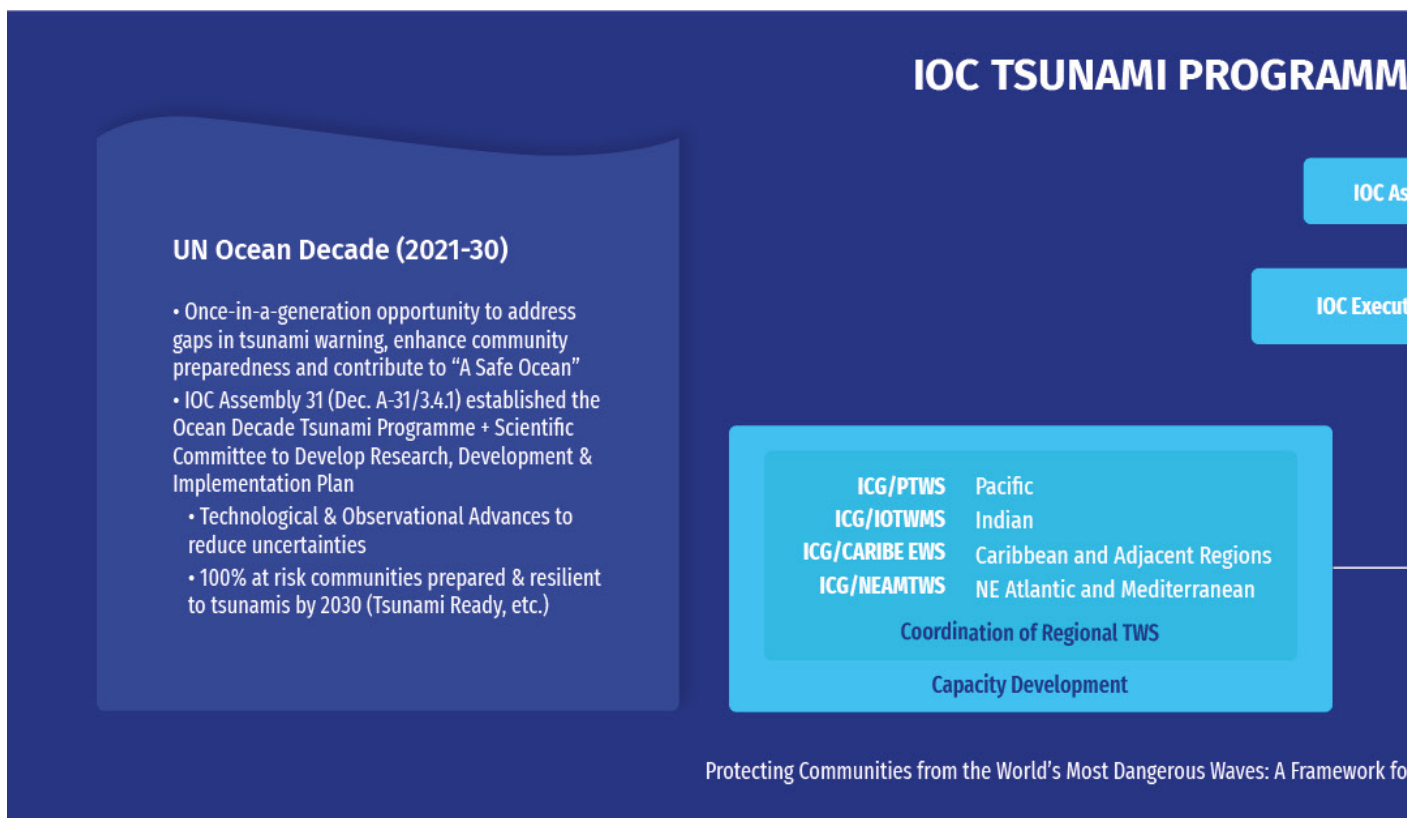 IOC TSUNAMI PROGRAMM
IOC As
IOC Execut
UN Ocean Decade (2021-30)
• Once-in-a-generation opportunity to address
gaps in tsunami warning, enhance community
preparedness and contribute to “A Safe Ocean”
• IOC Assembly 31 (Dec. A-31/3.4.1) established the
Ocean Decade Tsunami Programme + Scientific
Committee to Develop Research, Development &
Implementation Plan
• Technological & Observational Advances to
reduce uncertainties
• 100% at risk communities prepared & resilient
to tsunamis by 2030 (Tsunami Ready, etc.)
ICG/PTWS Pacific
ICG/IOTWMS Indian
ICG/CARIBE EWS Caribbean and Adjacent Regions
ICG/NEAMTWS NE Atlantic and Mediterranean
Coordination of Regional TWS
Capacity Development
Protecting Communities from the World’s Most Dangerous Waves: A Framework fo